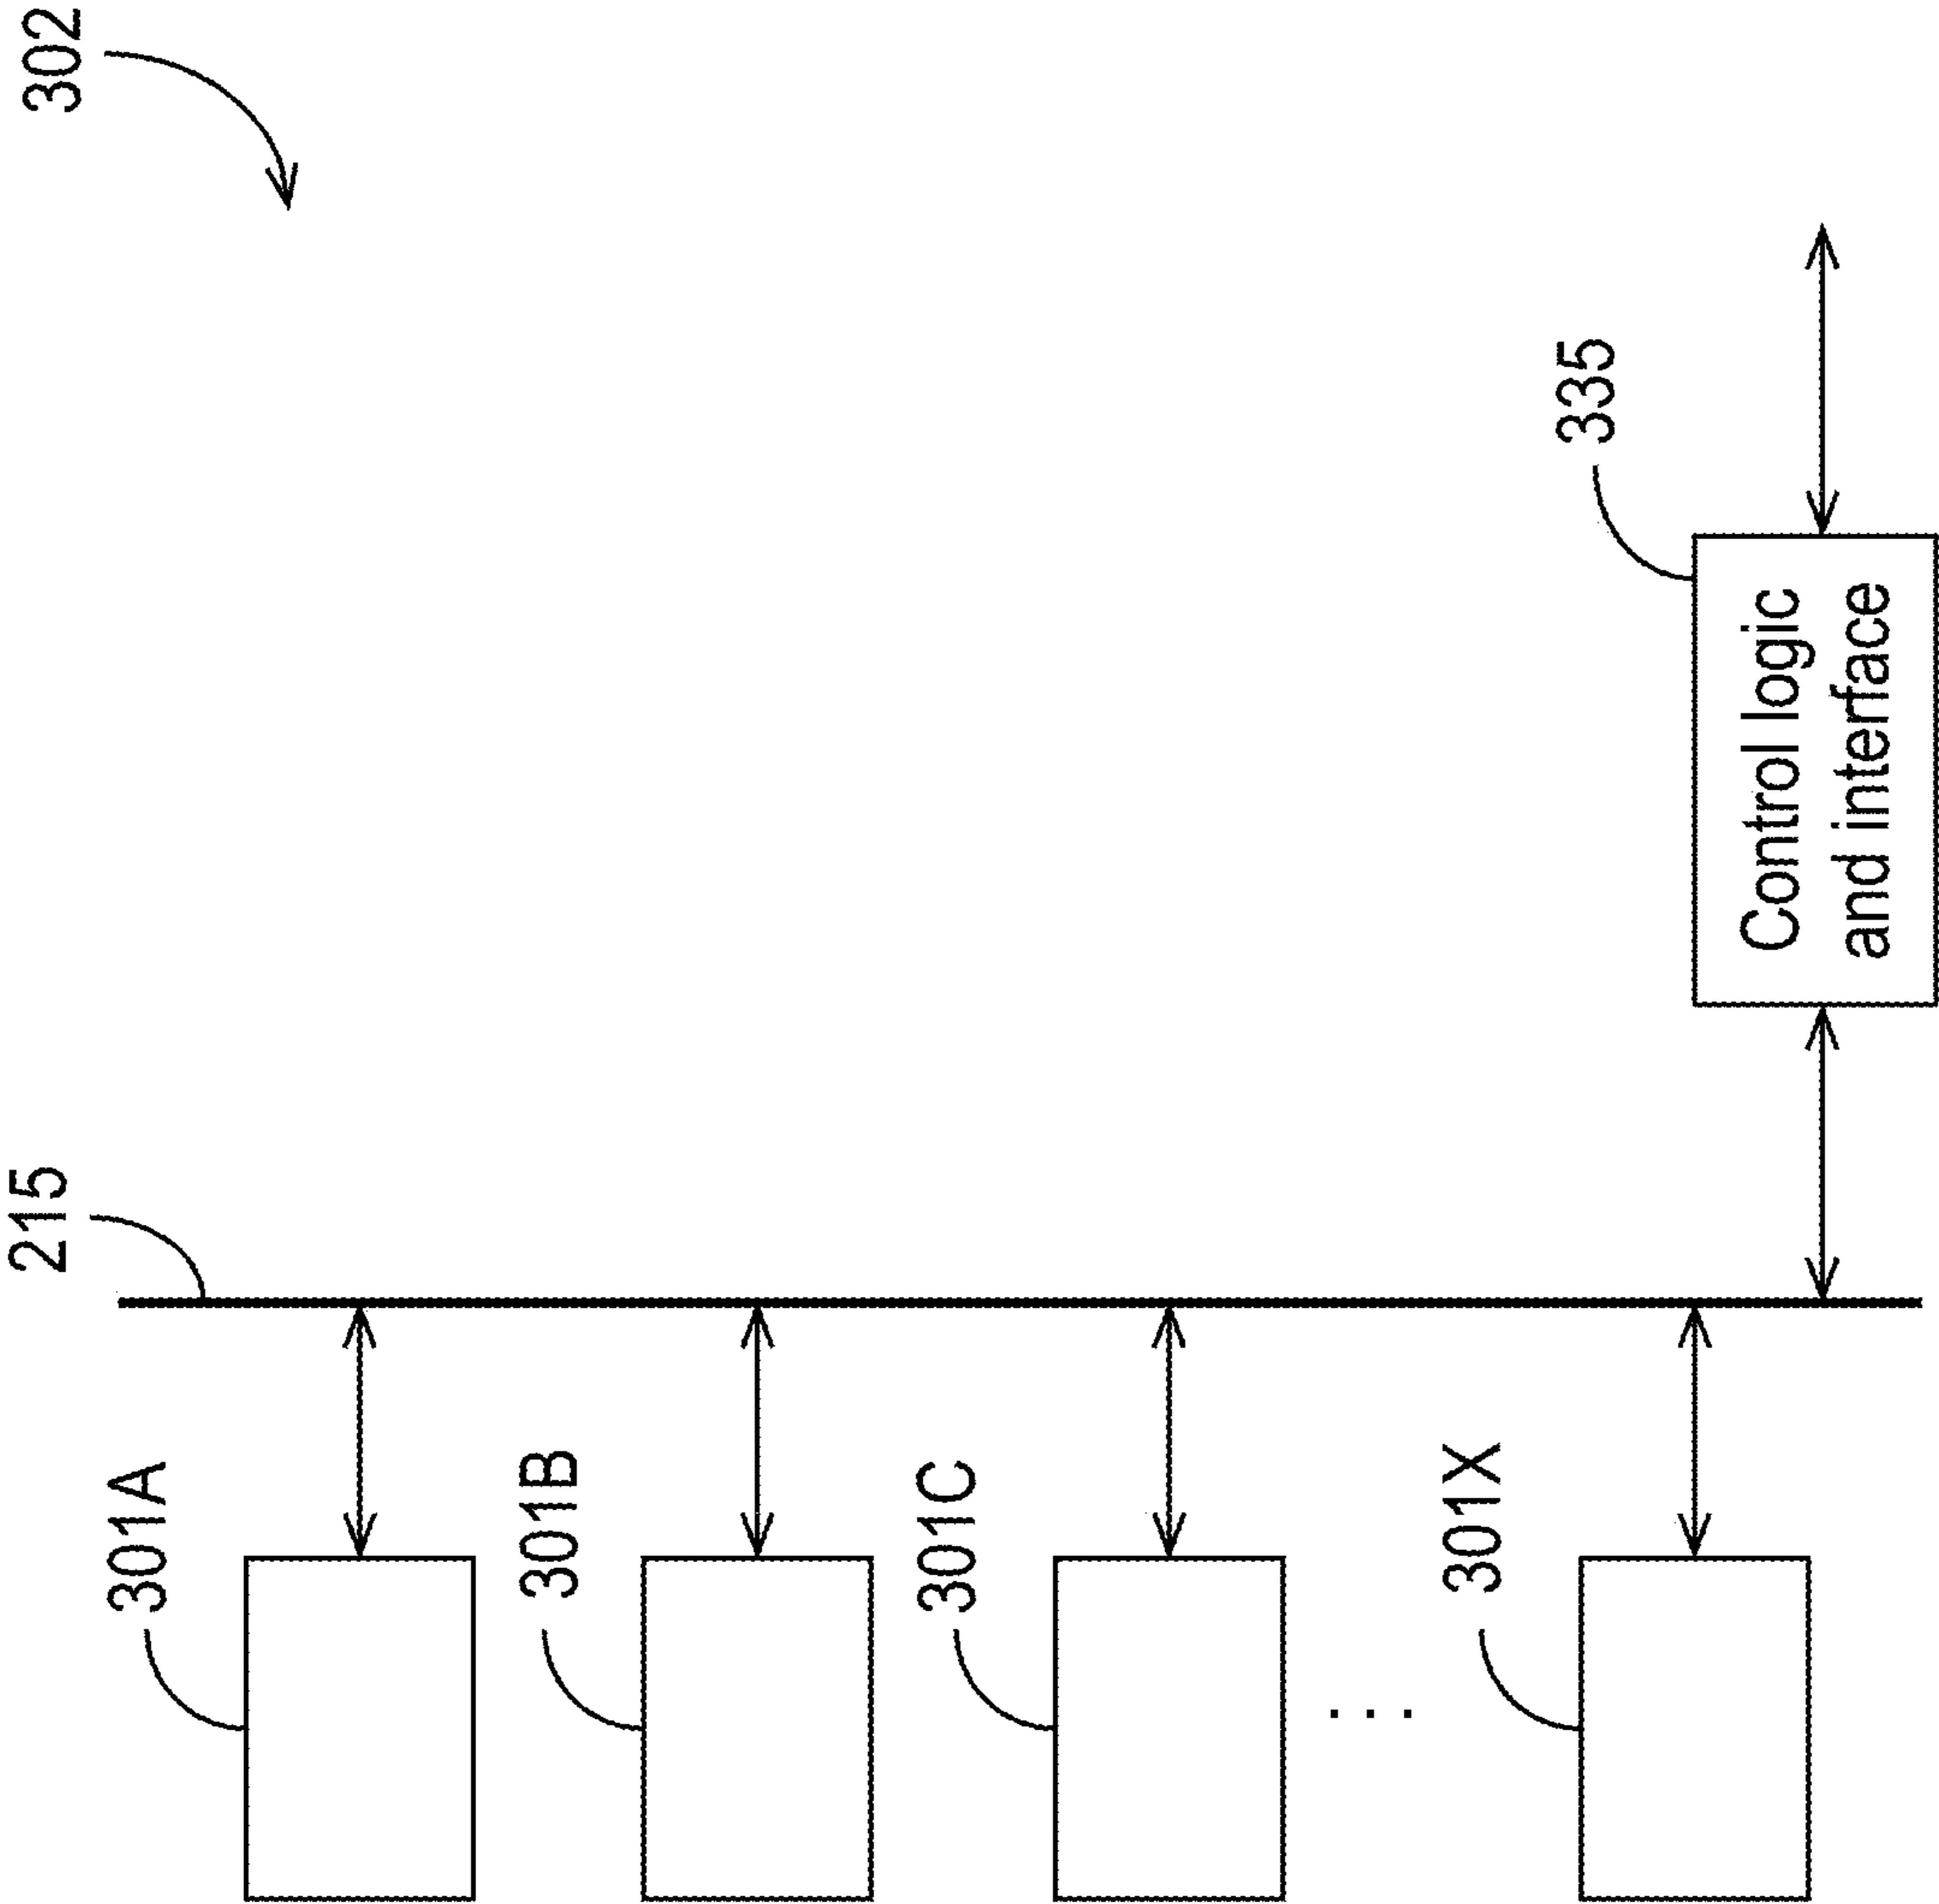 302
215
301A
301B
301C
301X
. . .
335
Control logic
and interface